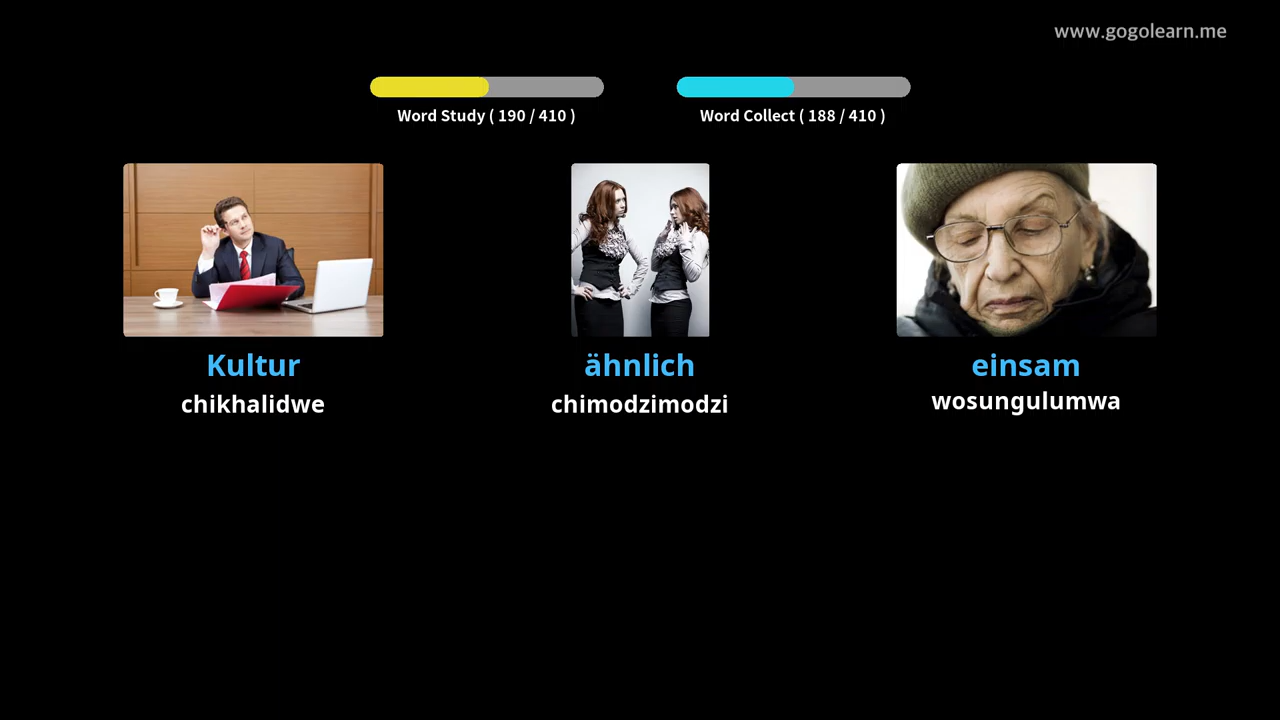 www.gogolearn.me
Word Study ( 190 / 410 )
Word Collect ( 188 / 410 )
Kultur
chikhalidwe
ähnlich
chimodzimodzi
einsam
wosungulumwa